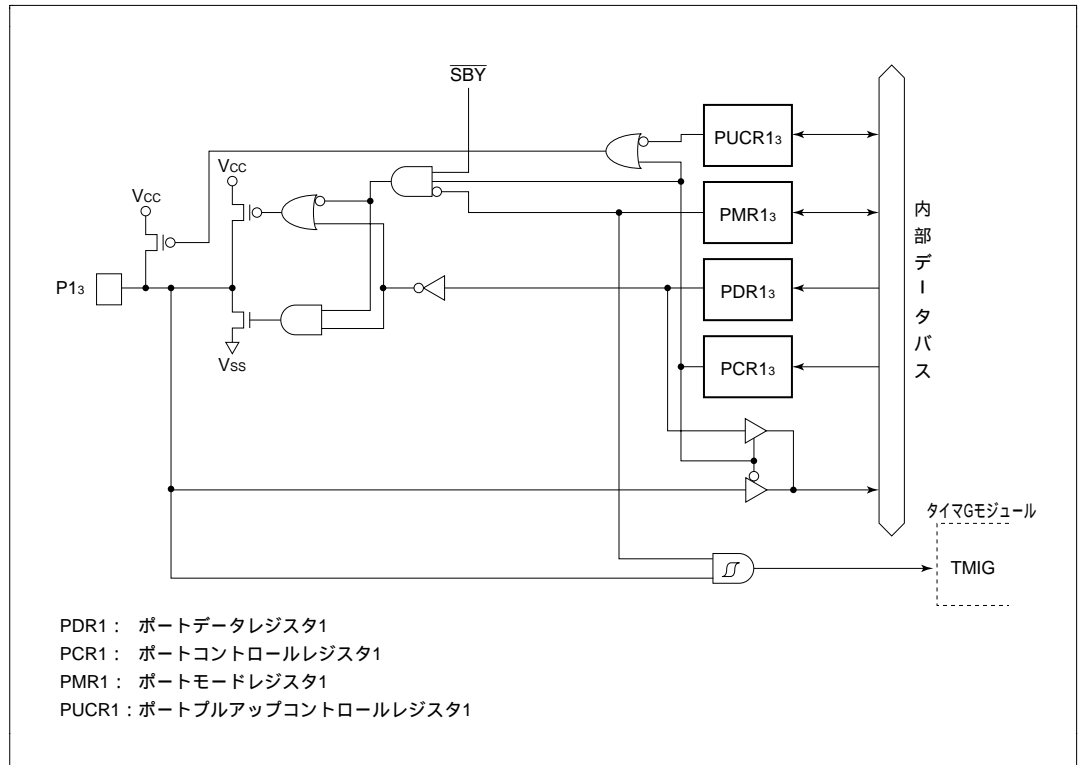 SBY
PUCR1₃
VCC
VCC
PMR1₃
P1₃
PDR1₃
VSS
PCR1₃
内部データバス
タイマGモジュール
TMIG
PDR1： ポートデータレジスタ1
PCR1： ポートコントロールレジスタ1
PMR1： ポートモードレジスタ1
PUCR1：ポートプルアップコントロールレジスタ1